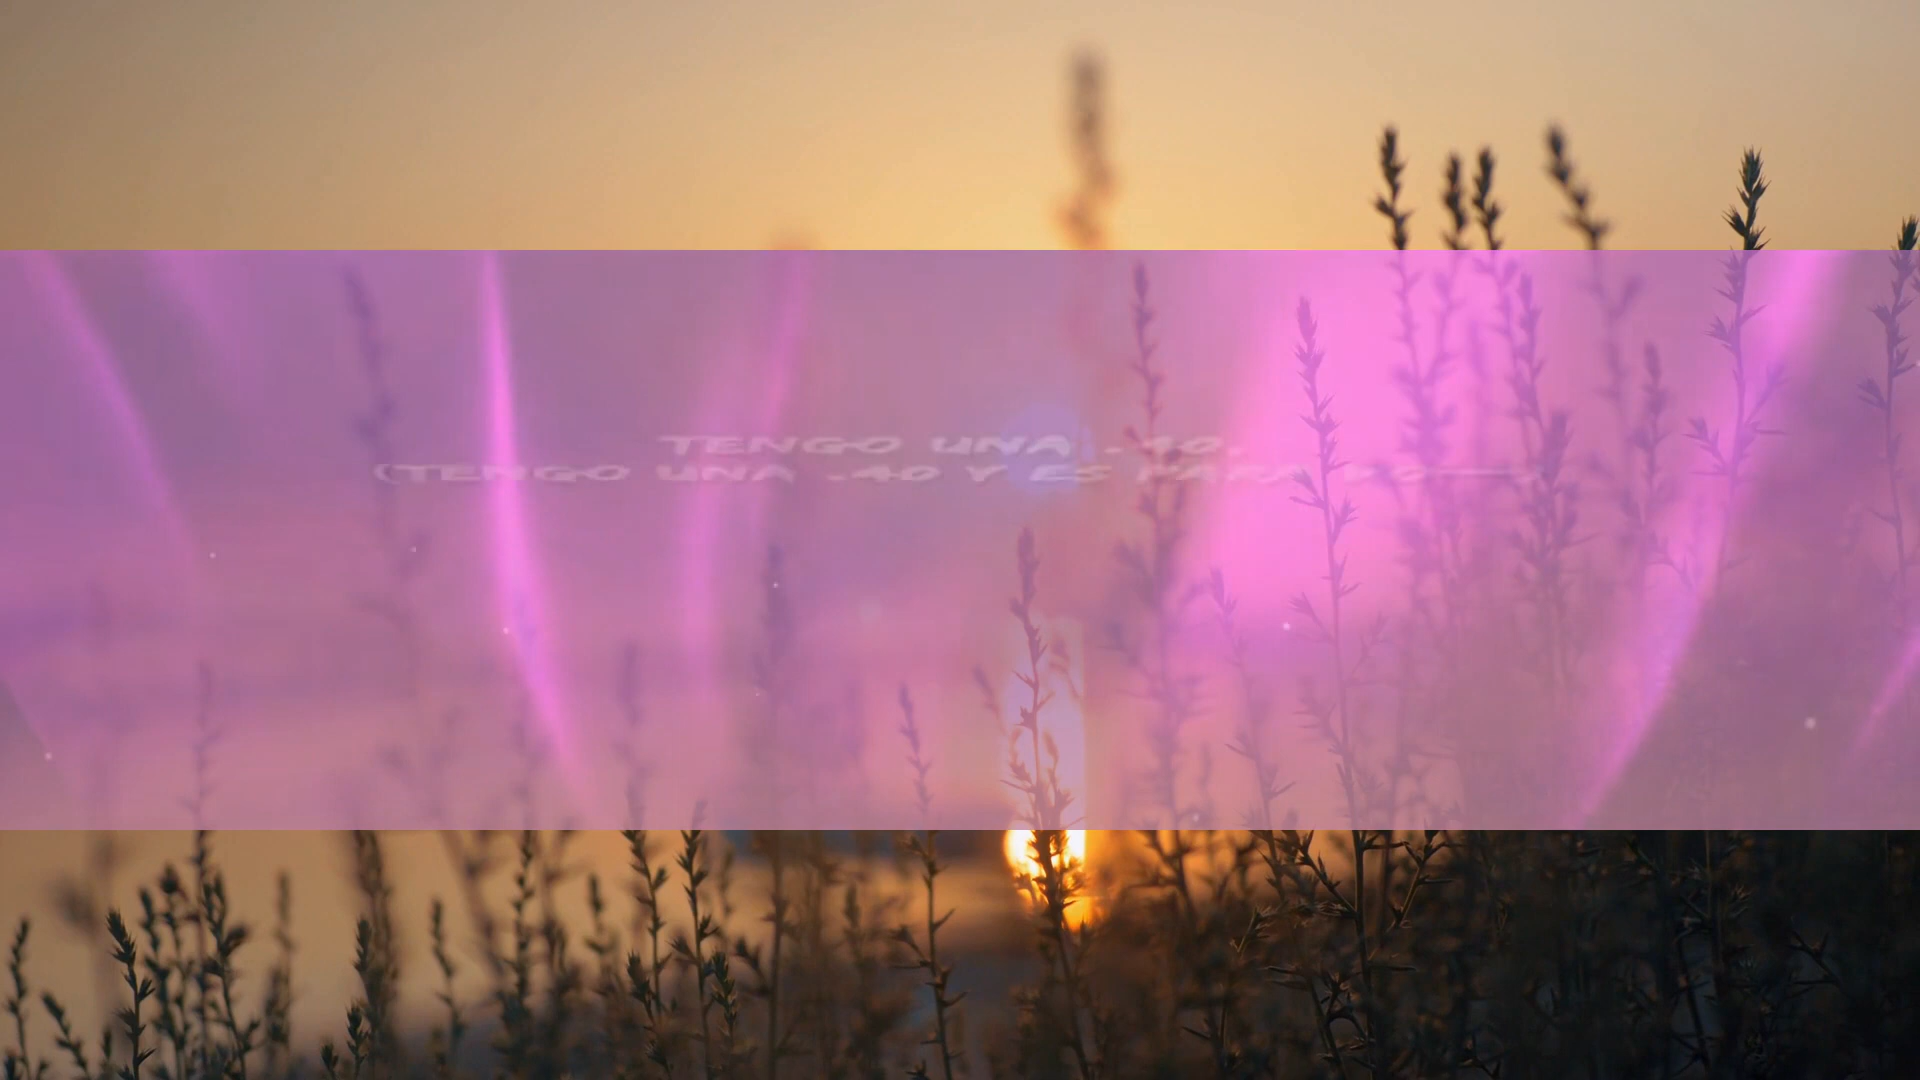 TENGO UNA .40,
(TENGO UNA .40 Y ES PARA